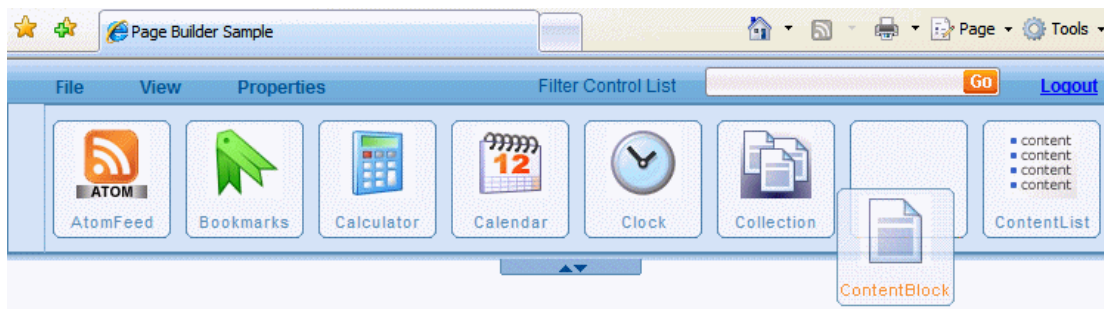 Page Builder Sample
Page
Tools
File View Properties Filter Control List Go Logout
ATOM
12
content
content
content
content
AtomFeed Bookmarks Calculator Calendar Clock Collection ContentList
ContentBlock